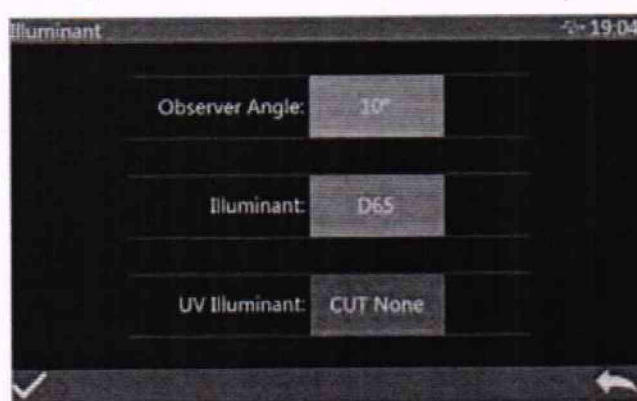 Illuminant 19:04
Observer Angle: 10°
Illuminant: D65
UV Illuminant: CUT None